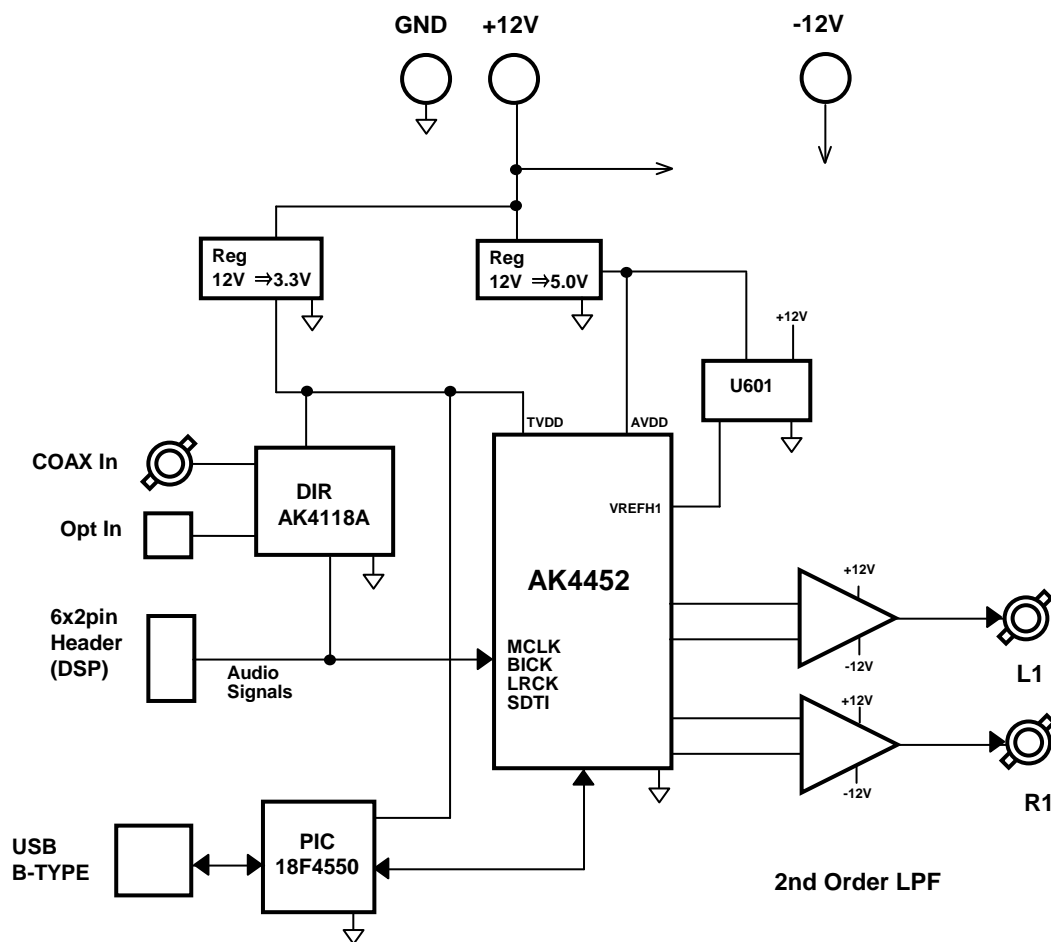 GND
+12V
-12V
Reg
12V ⇒3.3V
Reg
12V ⇒5.0V
+12V
U601
TVDD
AVDD
COAX In
DIR
AK4118A
VREFH1
Opt In
AK4452
+12V
-12V
L1
6x2pin
Header
(DSP)
Audio
Signals
MCLK
BICK
LRCK
SDTI
+12V
-12V
R1
USB
B-TYPE
PIC
18F4550
2nd Order LPF